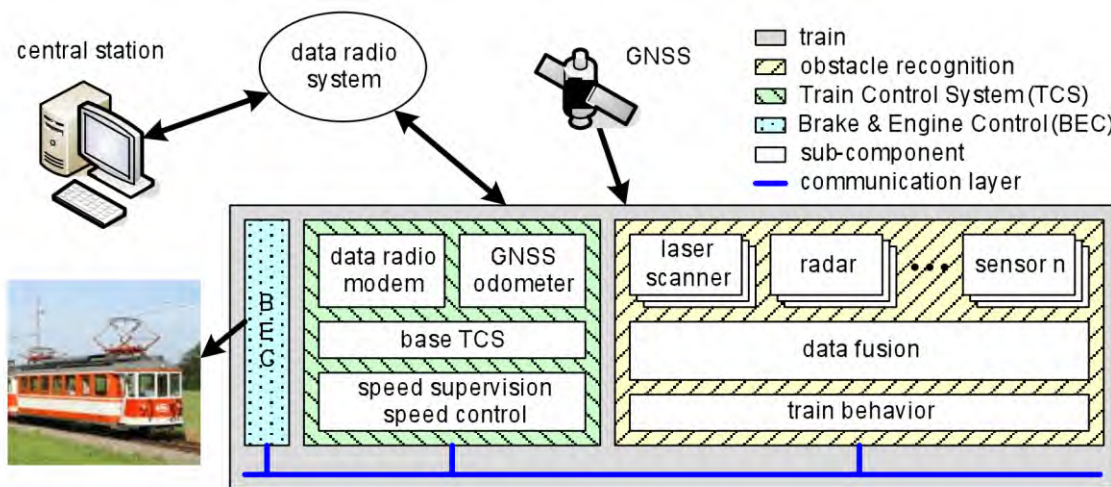 central station
data radio
system
GNSS
train
obstacle recognition
Train Control System (TCS)
Brake & Engine Control (BEC)
sub-component
communication layer
B
E
C
data radio
modem
GNSS
odometer
base TCS
speed supervision
speed control
laser
scanner
radar
•••
sensor n
data fusion
train behavior